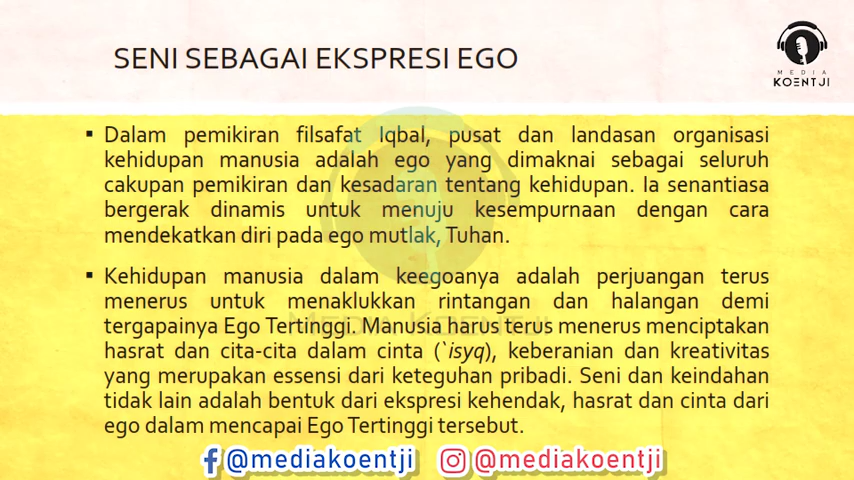 SENI SEBAGAI EKSPRESI EGO
MEDIA
KOENTJI
▪ Dalam pemikiran filsafat Iqbal, pusat dan landasan organisasi
kehidupan manusia adalah ego yang dimaknai sebagai seluruh
cakupan pemikiran dan kesadaran tentang kehidupan. Ia senantiasa
bergerak dinamis untuk menuju kesempurnaan dengan cara
mendekatkan diri pada ego mutlak, Tuhan.
▪ Kehidupan manusia dalam keegoanya adalah perjuangan terus
menerus untuk menaklukkan rintangan dan halangan demi
tergapainya Ego Tertinggi. Manusia harus terus menerus menciptakan
hasrat dan cita-cita dalam cinta (`isyq), keberanian dan kreativitas
yang merupakan essensi dari keteguhan pribadi. Seni dan keindahan
tidak lain adalah bentuk dari ekspresi kehendak, hasrat dan cinta dari
ego dalam mencapai Ego Tertinggi tersebut.
MEDIA KOENTJI
@mediakoentji @mediakoentji